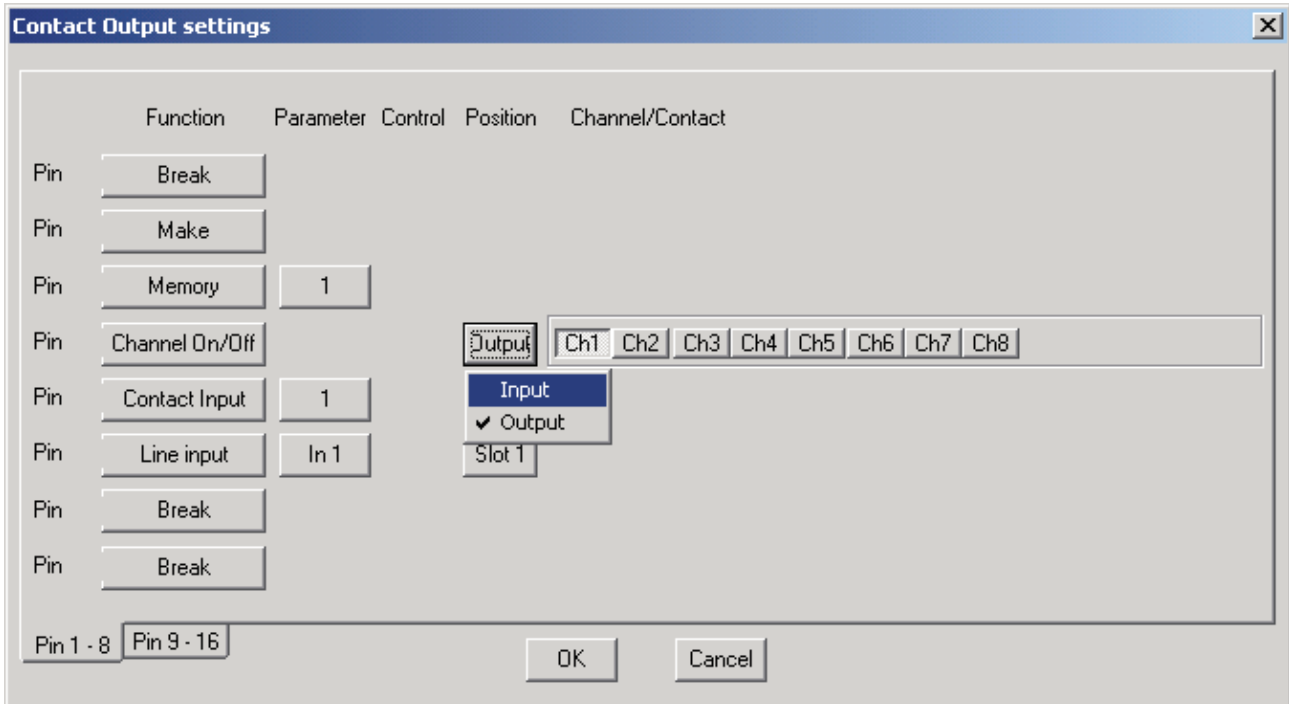 Contact Output settings
Function Parameter Control Position Channel/Contact
Pin Break
Pin Make
Pin Memory 1
Pin Channel On/Off Output Ch1 Ch2 Ch3 Ch4 Ch5 Ch6 Ch7 Ch8
Input
Output
Pin Contact Input 1
Pin Line input In 1 Slot 1
Pin Break
Pin Break
Pin 1 - 8 Pin 9 - 16
OK Cancel